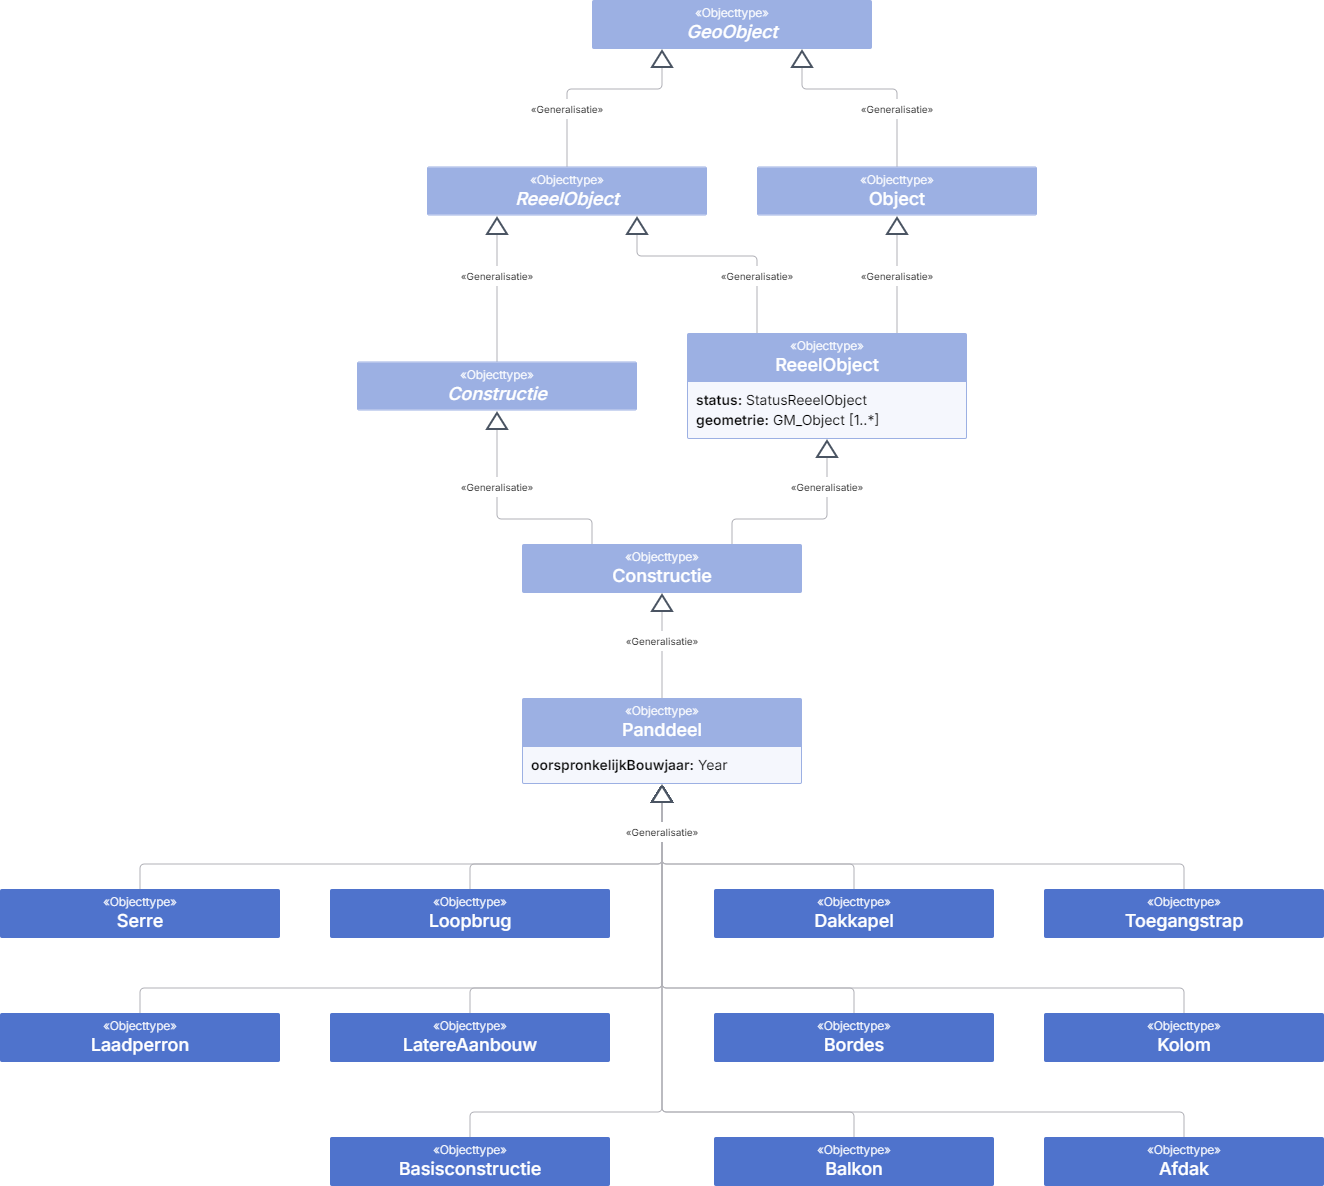 «Objecttype»
GeoObject
«Generalisatie»
«Generalisatie»
«Objecttype»
ReeelObject
«Objecttype»
Object
«Generalisatie»
«Generalisatie»
«Generalisatie»
«Objecttype»
ReeelObject
status: StatusReeelObject
geometrie: GM_Object [1..*]
«Objecttype»
Constructie
«Generalisatie»
«Generalisatie»
«Objecttype»
Constructie
«Generalisatie»
«Objecttype»
Panddeel
oorspronkelijkBouwjaar: Year
«Generalisatie»
«Objecttype»
Serre
«Objecttype»
Loopbrug
«Objecttype»
Dakkapel
«Objecttype»
Toegangstrap
«Objecttype»
Laadperron
«Objecttype»
LatereAanbouw
«Objecttype»
Bordes
«Objecttype»
Kolom
«Objecttype»
Basisconstructie
«Objecttype»
Balkon
«Objecttype»
Afdak